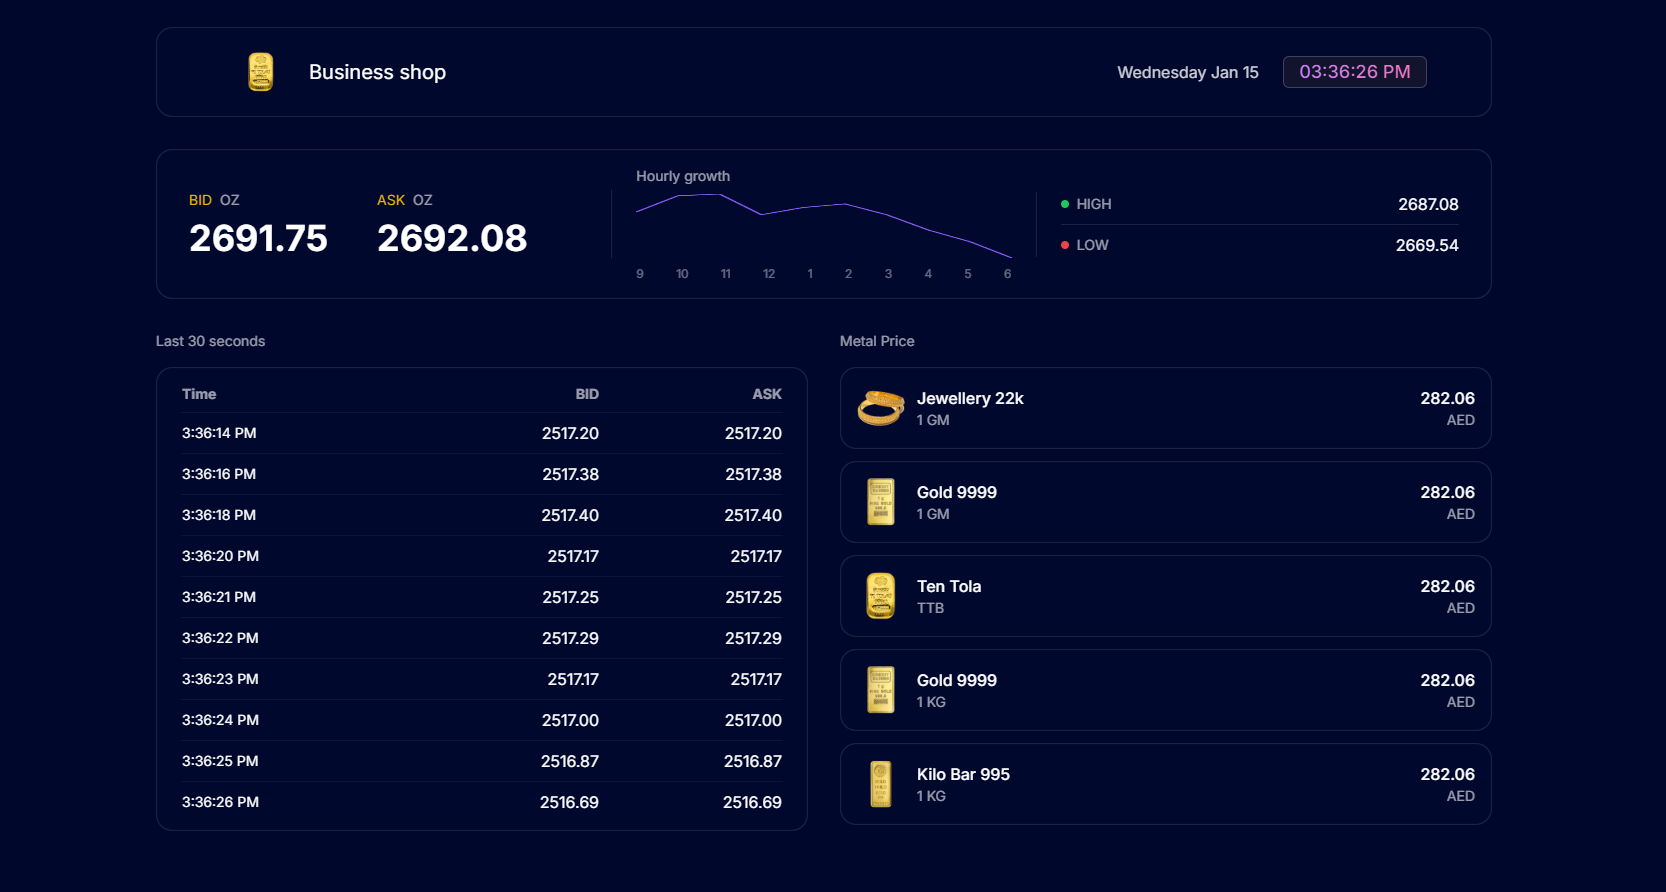 Business shop
Wednesday Jan 15
03:36:26 PM
BID OZ
2691.75
ASK OZ
2692.08
Hourly growth
9 10 11 12 1 2 3 4 5 6
HIGH 2687.08
LOW 2669.54
Last 30 seconds
Time BID ASK
3:36:14 PM 2517.20 2517.20
3:36:16 PM 2517.38 2517.38
3:36:18 PM 2517.40 2517.40
3:36:20 PM 2517.17 2517.17
3:36:21 PM 2517.25 2517.25
3:36:22 PM 2517.29 2517.29
3:36:23 PM 2517.17 2517.17
3:36:24 PM 2517.00 2517.00
3:36:25 PM 2516.87 2516.87
3:36:26 PM 2516.69 2516.69
Metal Price
Jewellery 22k 282.06
1 GM AED
Gold 9999 282.06
1 GM AED
Ten Tola 282.06
TTB AED
Gold 9999 282.06
1 KG AED
Kilo Bar 995 282.06
1 KG AED